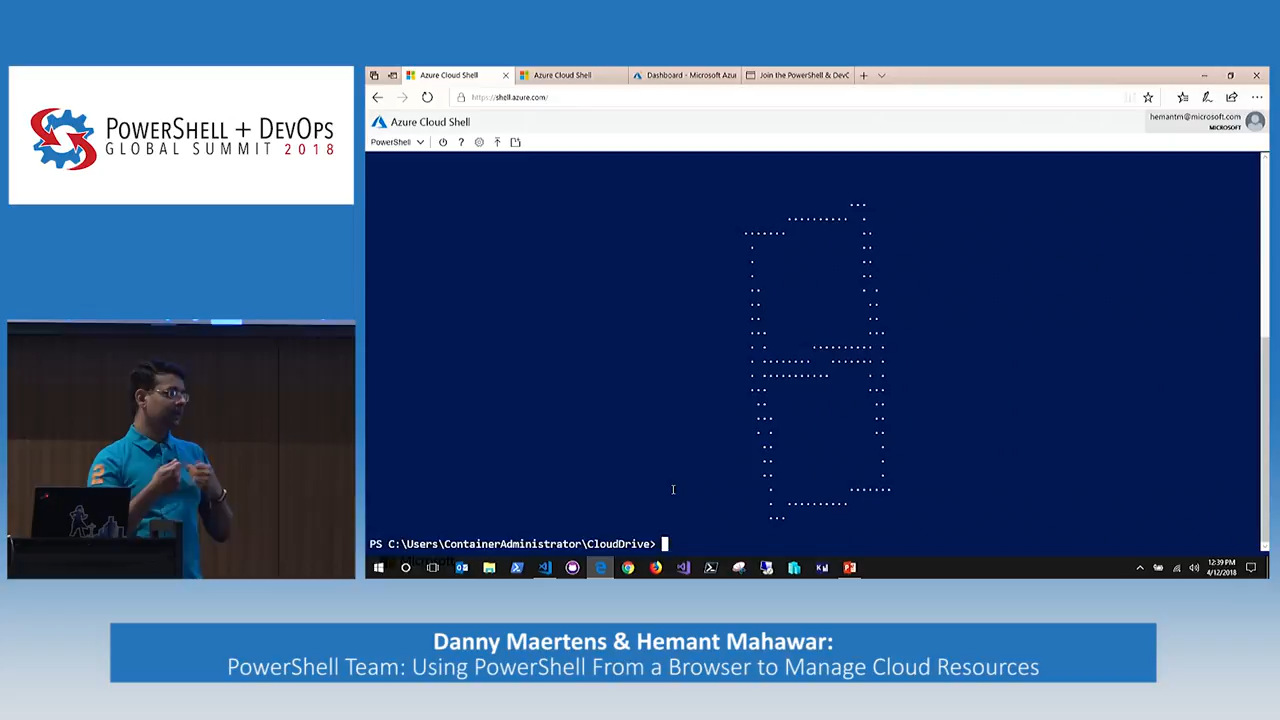 POWERSHELL + DEVOPS
GLOBAL SUMMIT 2018
Azure Cloud Shell
Azure Cloud Shell
Dashboard - Microsoft Azur
Join the PowerShell & DevO
https://shell.azure.com/
Azure Cloud Shell
hemantm@microsoft.com
MICROSOFT
PowerShell
?
PS C:\Users\ContainerAdministrator\CloudDrive>
12:39 PM
4/12/2018
Danny Maertens & Hemant Mahawar:
PowerShell Team: Using PowerShell From a Browser to Manage Cloud Resources